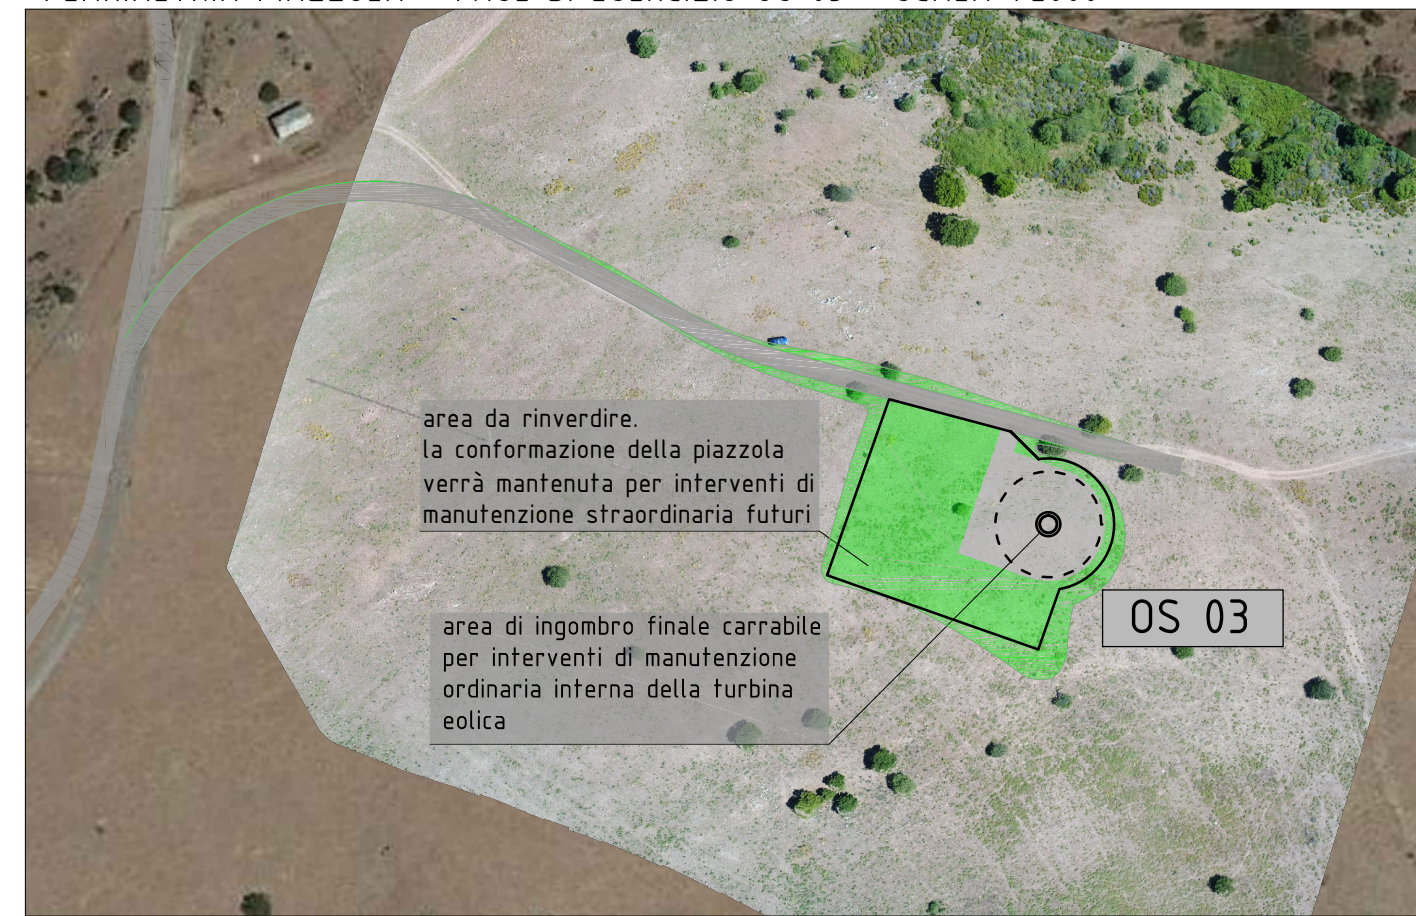 area da rinverdire.
la conformazione della piazzola
verrà mantenuta per interventi di
manutenzione straordinaria futuri
area di ingombro finale carrabile
per interventi di manutenzione
ordinaria interna della turbina
eolica
OS 03